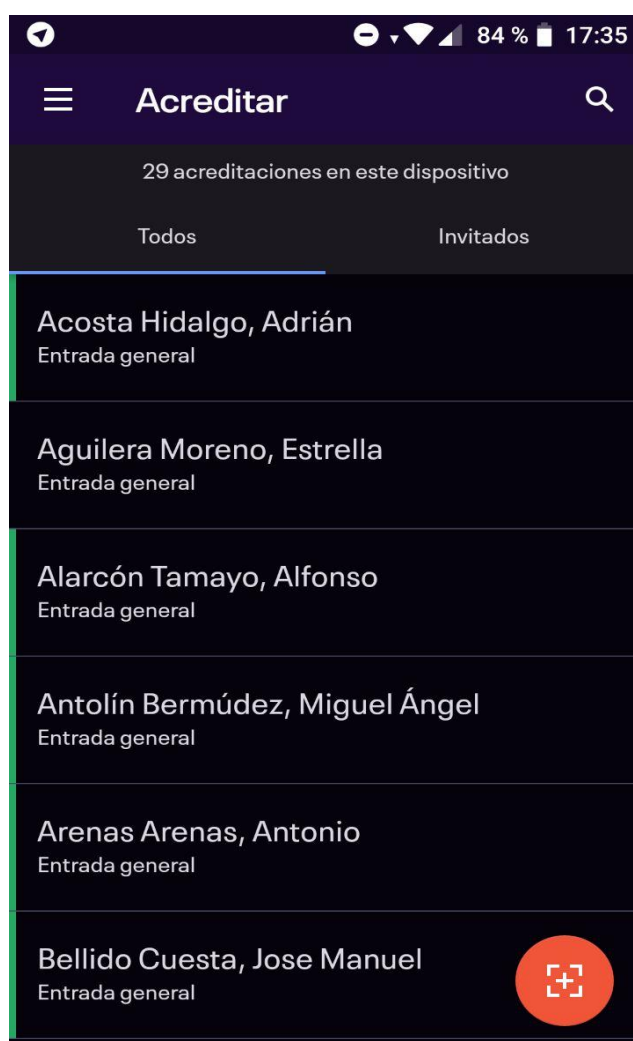 84 % 17:35
Acreditar
29 acreditaciones en este dispositivo
Todos Invitados
Acosta Hidalgo, Adrián
Entrada general
Aguilera Moreno, Estrella
Entrada general
Alarcón Tamayo, Alfonso
Entrada general
Antolín Bermúdez, Miguel Ángel
Entrada general
Arenas Arenas, Antonio
Entrada general
Bellido Cuesta, Jose Manuel
Entrada general